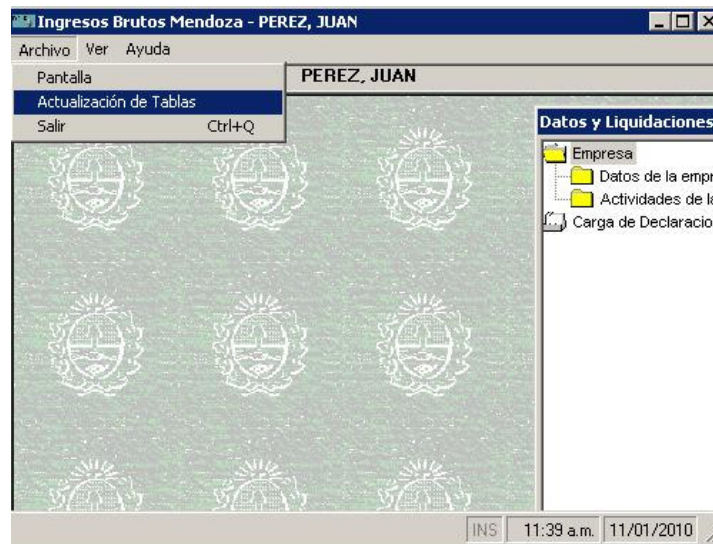 Ingresos Brutos Mendoza - PEREZ, JUAN
Archivo Ver Ayuda
Pantalla
PEREZ, JUAN
Actualización de Tablas
Salir Ctrl+Q
Datos y Liquidaciones
Empresa
Datos de la empr
Actividades de la
Carga de Declaracio
INS 11:39 a.m. 11/01/2010